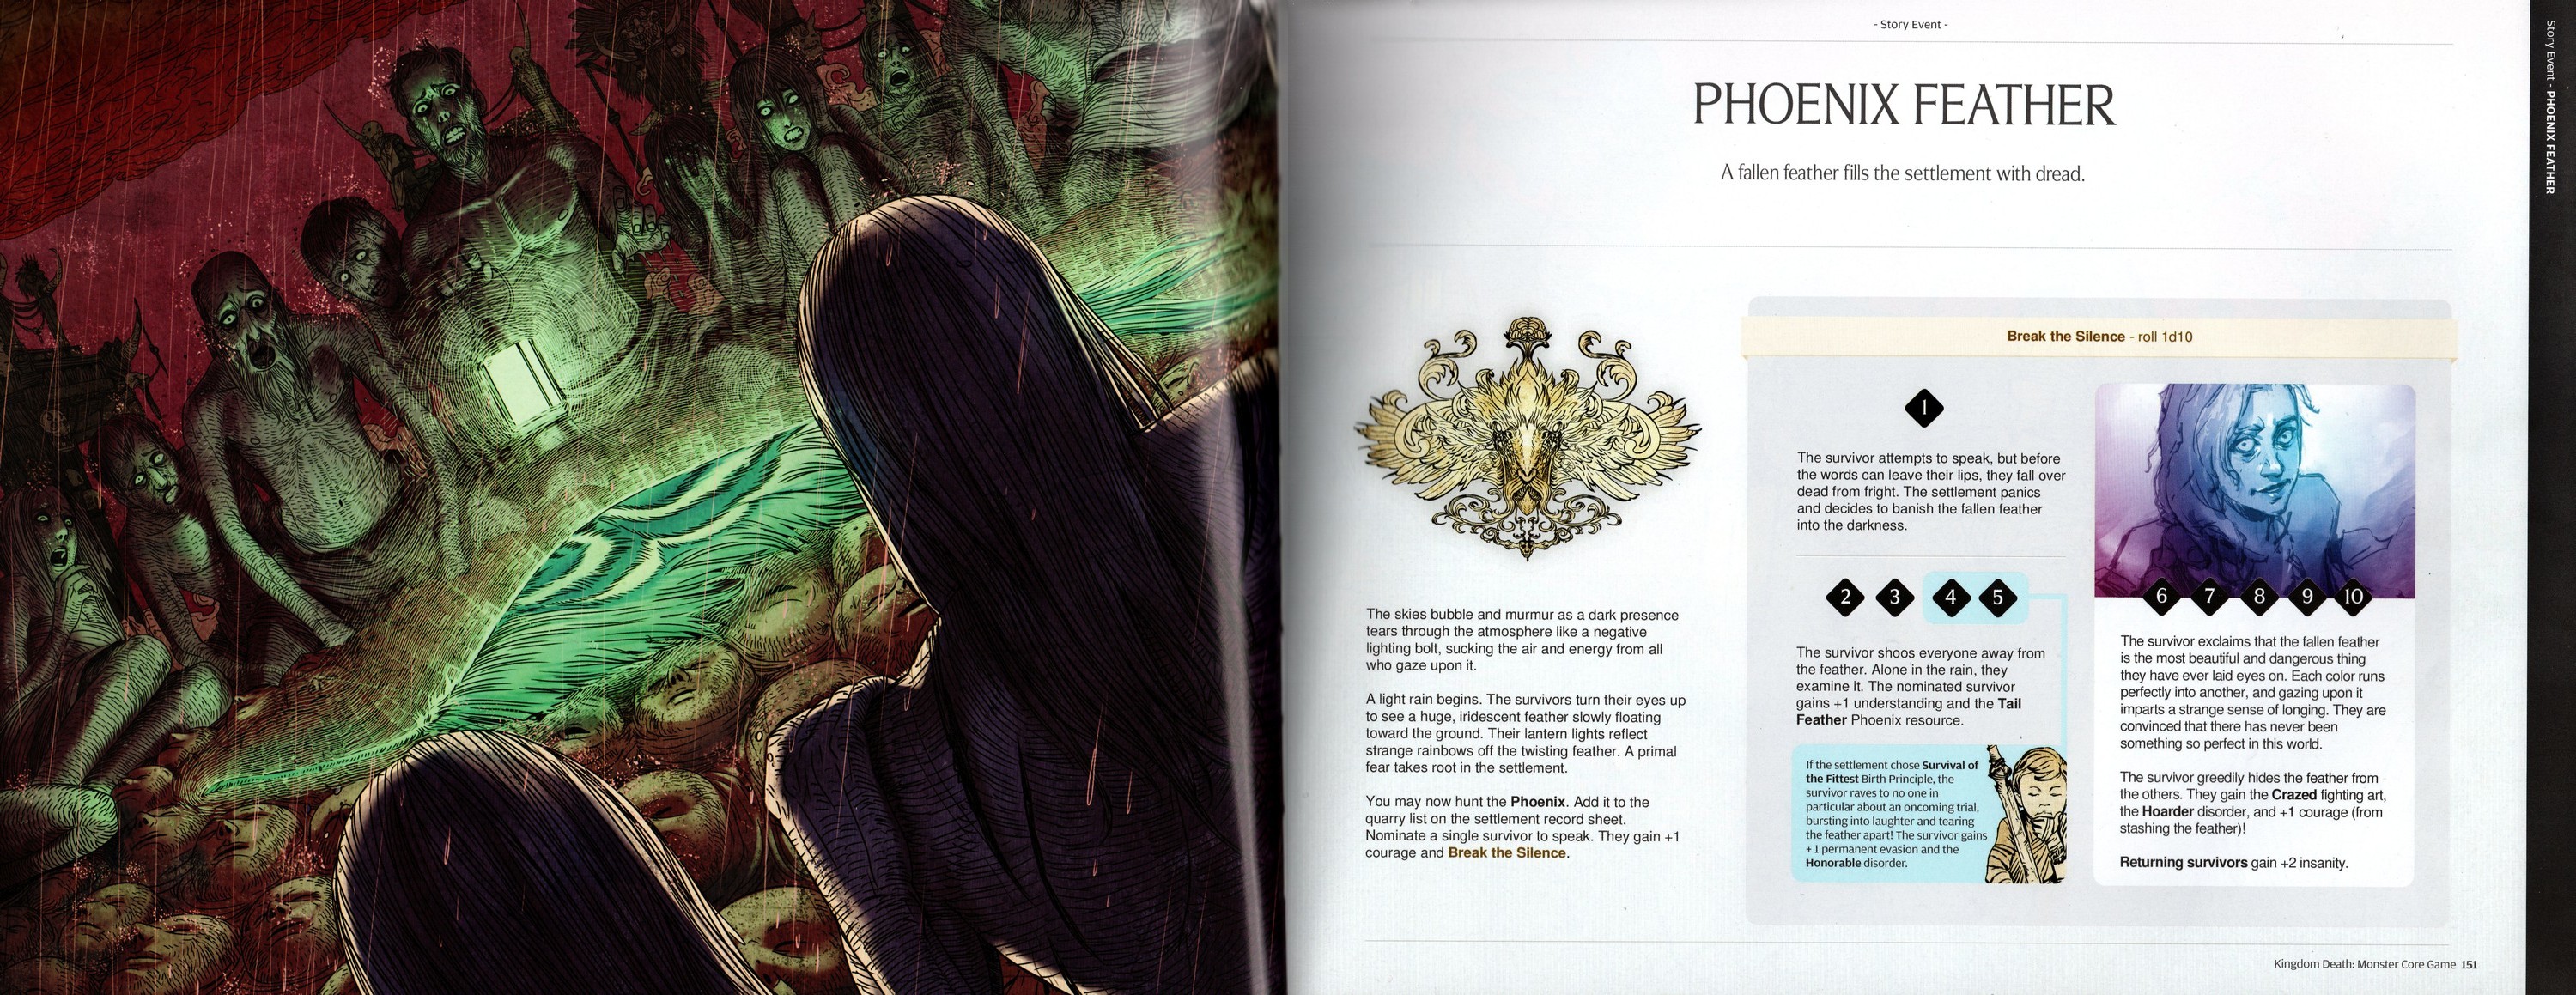 - Story Event -
PHOENIX FEATHER
A fallen feather fills the settlement with dread.
The skies bubble and murmur as a dark presence
tears through the atmosphere like a negative
lighting bolt, sucking the air and energy from all
who gaze upon it.
A light rain begins. The survivors turn their eyes up
to see a huge, iridescent feather slowly floating
toward the ground. Their lantern lights reflect
strange rainbows off the twisting feather. A primal
fear takes root in the settlement.
You may now hunt the Phoenix. Add it to the
quarry list on the settlement record sheet.
Nominate a single survivor to speak. They gain +1
courage and Break the Silence.
Break the Silence - roll 1d10
1
The survivor attempts to speak, but before
the words can leave their lips, they fall over
dead from fright. The settlement panics
and decides to banish the fallen feather
into the darkness.
2 3 4 5
The survivor shoos everyone away from
the feather. Alone in the rain, they
examine it. The nominated survivor
gains +1 understanding and the Tail
Feather Phoenix resource.
If the settlement chose Survival of
the Fittest Birth Principle, the
survivor raves to no one in
particular about an oncoming trial,
bursting into laughter and tearing
the feather apart! The survivor gains
+1 permanent evasion and the
Honorable disorder.
6 7 8 9 10
The survivor exclaims that the fallen feather
is the most beautiful and dangerous thing
they have ever laid eyes on. Each color runs
perfectly into another, and gazing upon it
imparts a strange sense of longing. They are
convinced that there has never been
something so perfect in this world.
The survivor greedily hides the feather from
the others. They gain the Crazed fighting art,
the Hoarder disorder, and +1 courage (from
stashing the feather)!
Returning survivors gain +2 insanity.
Kingdom Death: Monster Core Game 151
Story Event - PHOENIX FEATHER